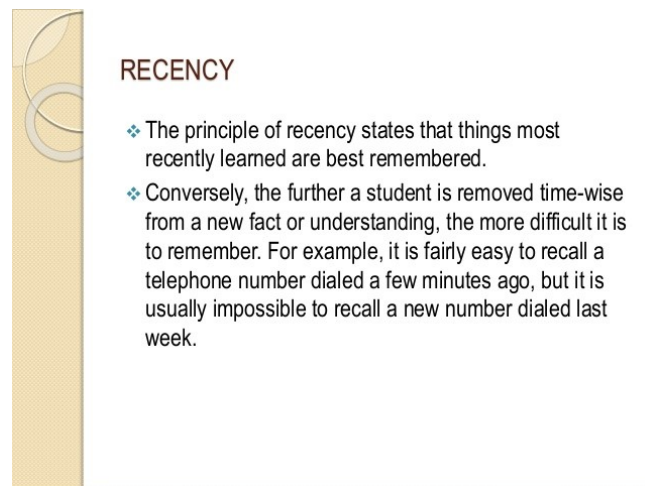 RECENCY
The principle of recency states that things most
recently learned are best remembered.
Conversely, the further a student is removed time-wise
from a new fact or understanding, the more difficult it is
to remember. For example, it is fairly easy to recall a
telephone number dialed a few minutes ago, but it is
usually impossible to recall a new number dialed last
week.